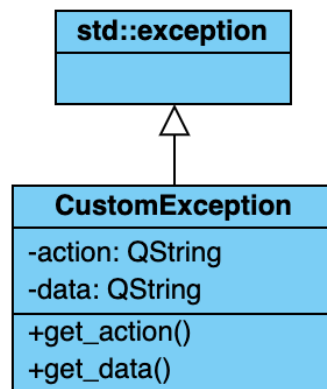 std::exception
CustomException
-action: QString
-data: QString
+get_action()
+get_data()